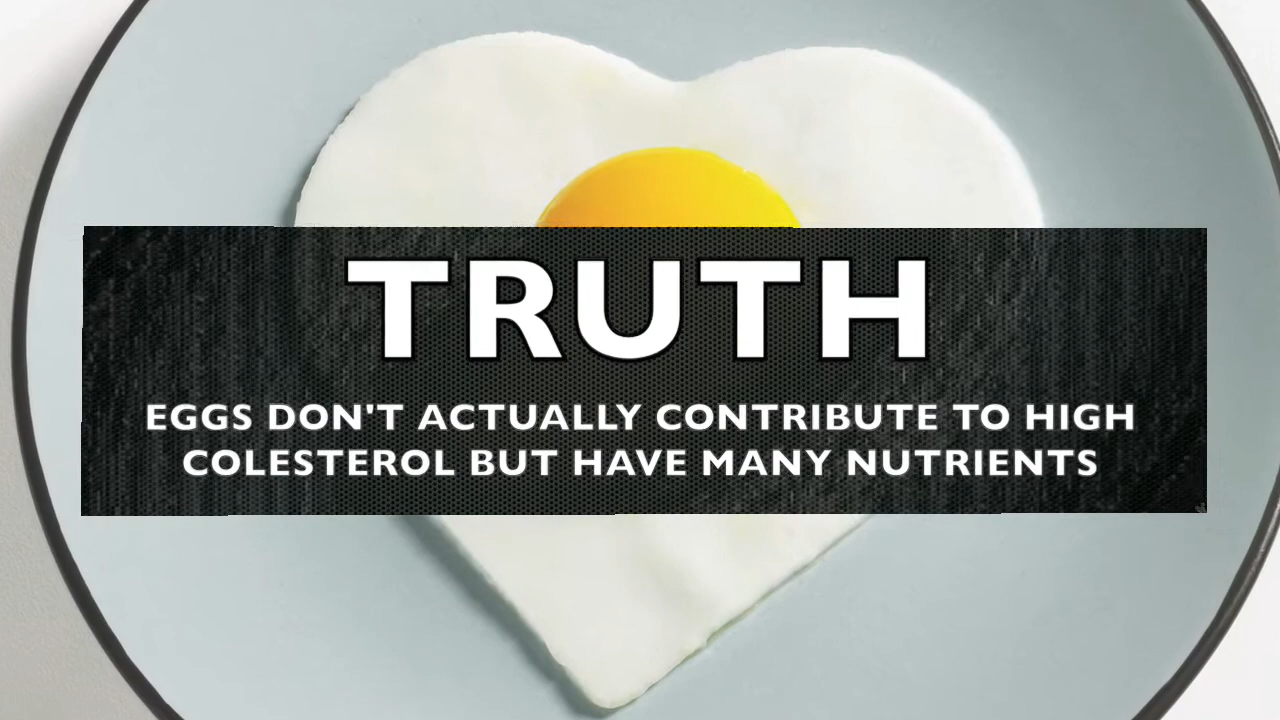 TRUTH
EGGS DON'T ACTUALLY CONTRIBUTE TO HIGH
COLESTEROL BUT HAVE MANY NUTRIENTS